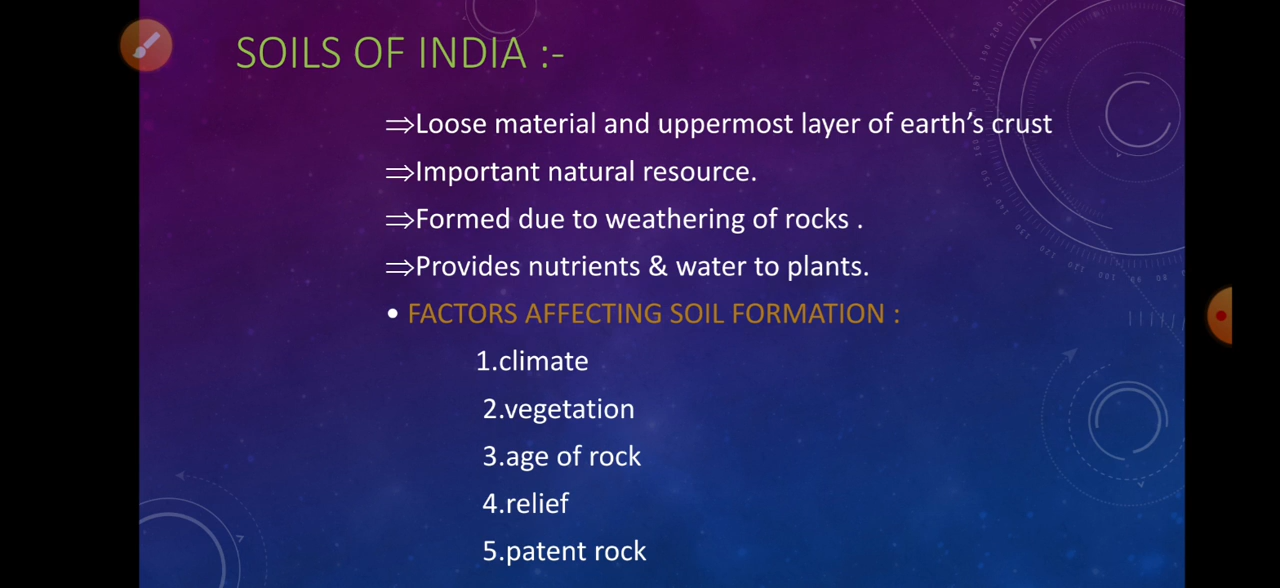 SOILS OF INDIA :-
⇒Loose material and uppermost layer of earth’s crust
⇒Important natural resource.
⇒Formed due to weathering of rocks .
⇒Provides nutrients & water to plants.
• FACTORS AFFECTING SOIL FORMATION :
1.climate
2.vegetation
3.age of rock
4.relief
5.patent rock